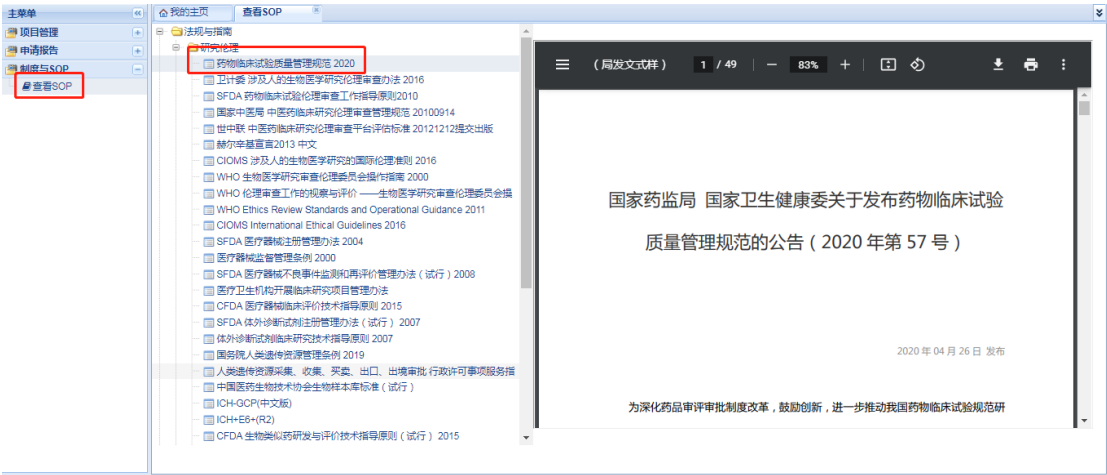 主菜单
项目管理
申请报告
制度与SOP
查看SOP
我的主页
查看SOP
法规与指南
研究伦理
药物临床试验质量管理规范 2020
卫计委 涉及人的生物医学研究伦理审查办法 2016
SFDA 药物临床试验伦理审查工作指导原则2010
国家中医局 中医药临床研究伦理审查管理规范 20100914
世中联 中医药临床研究伦理审查平台评估标准 20121212提交出版
赫尔辛基宣言2013 中文
CIOMS 涉及人的生物医学研究的国际伦理准则 2016
WHO 生物医学研究审查伦理委员会操作指南 2000
WHO 伦理审查工作的视察与评价 ——生物医学研究审查伦理委员会操
WHO Ethics Review Standards and Operational Guidance 2011
CIOMS International Ethical Guidelines 2016
SFDA 医疗器械注册管理办法 2004
医疗器械监督管理条例 2000
SFDA 医疗器械不良事件监测和再评价管理办法（试行）2008
医疗卫生机构开展临床研究项目管理办法
CFDA 医疗器械临床评价技术指导原则 2015
SFDA 体外诊断试剂注册管理办法（试行） 2007
体外诊断试剂临床研究技术指导原则 2007
国务院人类遗传资源管理条例 2019
人类遗传资源采集、收集、买卖、出口、出境审批 行政许可事项服务指
中国医药生物技术协会生物样本库标准（试行）
ICH-GCP(中文版)
ICH+E6+(R2)
CFDA 生物类似药研发与评价技术指导原则（试行） 2015
（局发文式样） 1 / 49 − 83% +
国家药监局 国家卫生健康委关于发布药物临床试验
质量管理规范的公告（2020 年第 57 号）
2020 年 04 月 26 日 发布
为深化药品审评审批制度改革，鼓励创新，进一步推动我国药物临床试验规范研